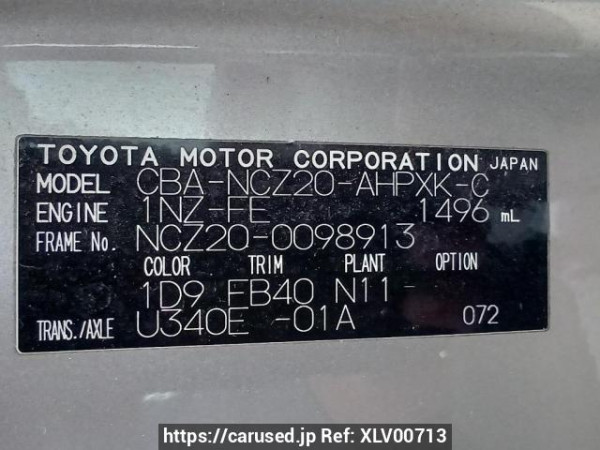 TOYOTA MOTOR CORPORATION JAPAN
MODEL CBA-NCZ20-AHPXK-C
ENGINE 1NZ-FE 1496 mL
FRAME No. NCZ20-0098913
COLOR TRIM PLANT OPTION
1D9 FB40 N11-
TRANS./AXLE U340E -01A 072
https://carused.jp Ref: XLV00713